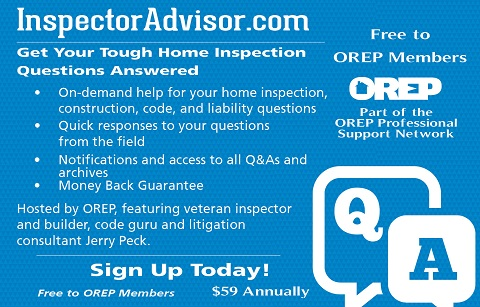 InspectorAdvisor.com
Get Your Tough Home Inspection
Questions Answered
• On-demand help for your home inspection,
construction, code, and liability questions
• Quick responses to your questions
from the field
• Notifications and access to all Q&As and
archives
• Money Back Guarantee
Hosted by OREP, featuring veteran inspector
and builder, code guru and litigation
consultant Jerry Peck.
Sign Up Today!
Free to OREP Members $59 Annually
Free to
OREP Members
OREP
Part of the
OREP Professional
Support Network
Q
A